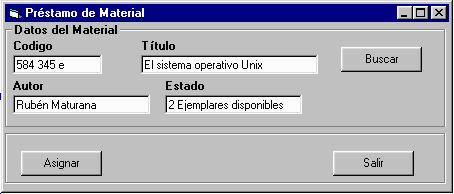 Préstamo de Material
Datos del Material
Codigo Título
584 345 e El sistema operativo Unix Buscar
Autor Estado
Rubén Maturana 2 Ejemplares disponibles
Asignar Salir